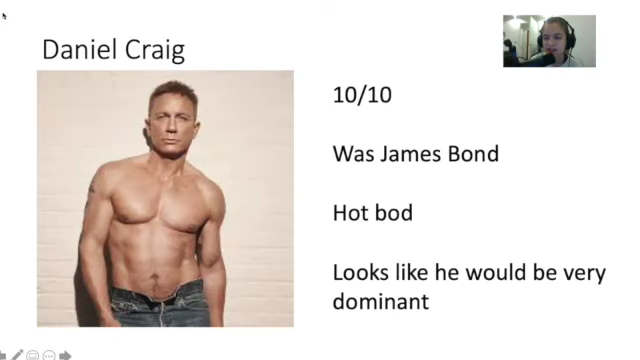 Daniel Craig
10/10
Was James Bond
Hot bod
Looks like he would be very
dominant